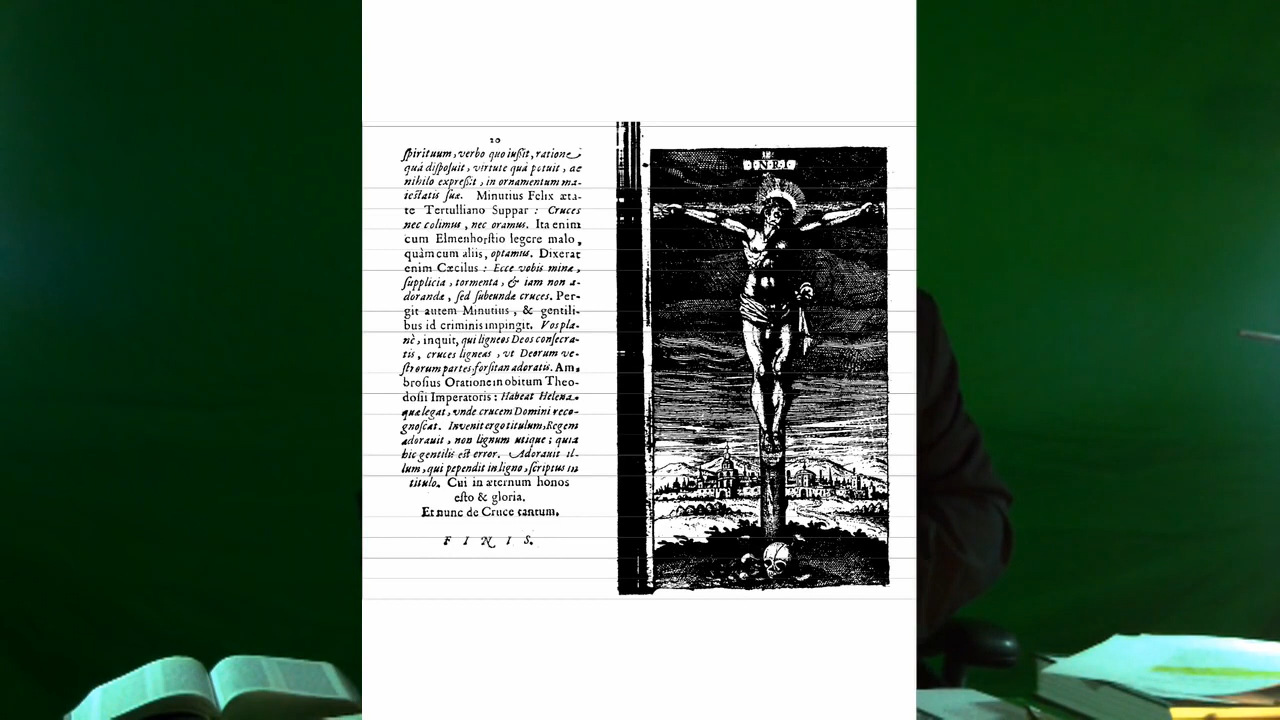 20
spirituum, verbo quo iußit, ratione
quâ disposuit, virtute quâ potuit, de
nihilo expreßit, in ornamentum ma-
iestatis suæ. Minutius Felix æta-
te Tertulliano Suppar : Cruces
nec colimus, nec oramus. Ita enim
cum Elmenhorstio legere malo,
quàm cum aliis, optamus. Dixerat
enim Cæcilus : Ecce vobis minæ,
supplicia, tormenta, & iam non a-
dorandæ, sed subeundæ cruces. Per-
git autem Minutius, & gentili-
bus id criminis impingit. Vos pla-
nè, inquit, qui ligneos Deos consecra-
tis, cruces ligneas, vt Deorum ve-
strorum partes forsitan adoratis. Am,
brosius Oratione in obitum Theo-
dosii Imperatoris : Habeat Helena
quæ legat, vnde crucem Domini reco-
gnoscat. Inuenit ergo titulum, Regem
adorauit, non lignum utique ; quia
hic gentilis est error. Adorauit il-
lum, qui pependit in ligno, scriptus in
titulo. Cui in æternum honos
esto & gloria.
Et nunc de Cruce tantum.
F I N I S.
I N R I